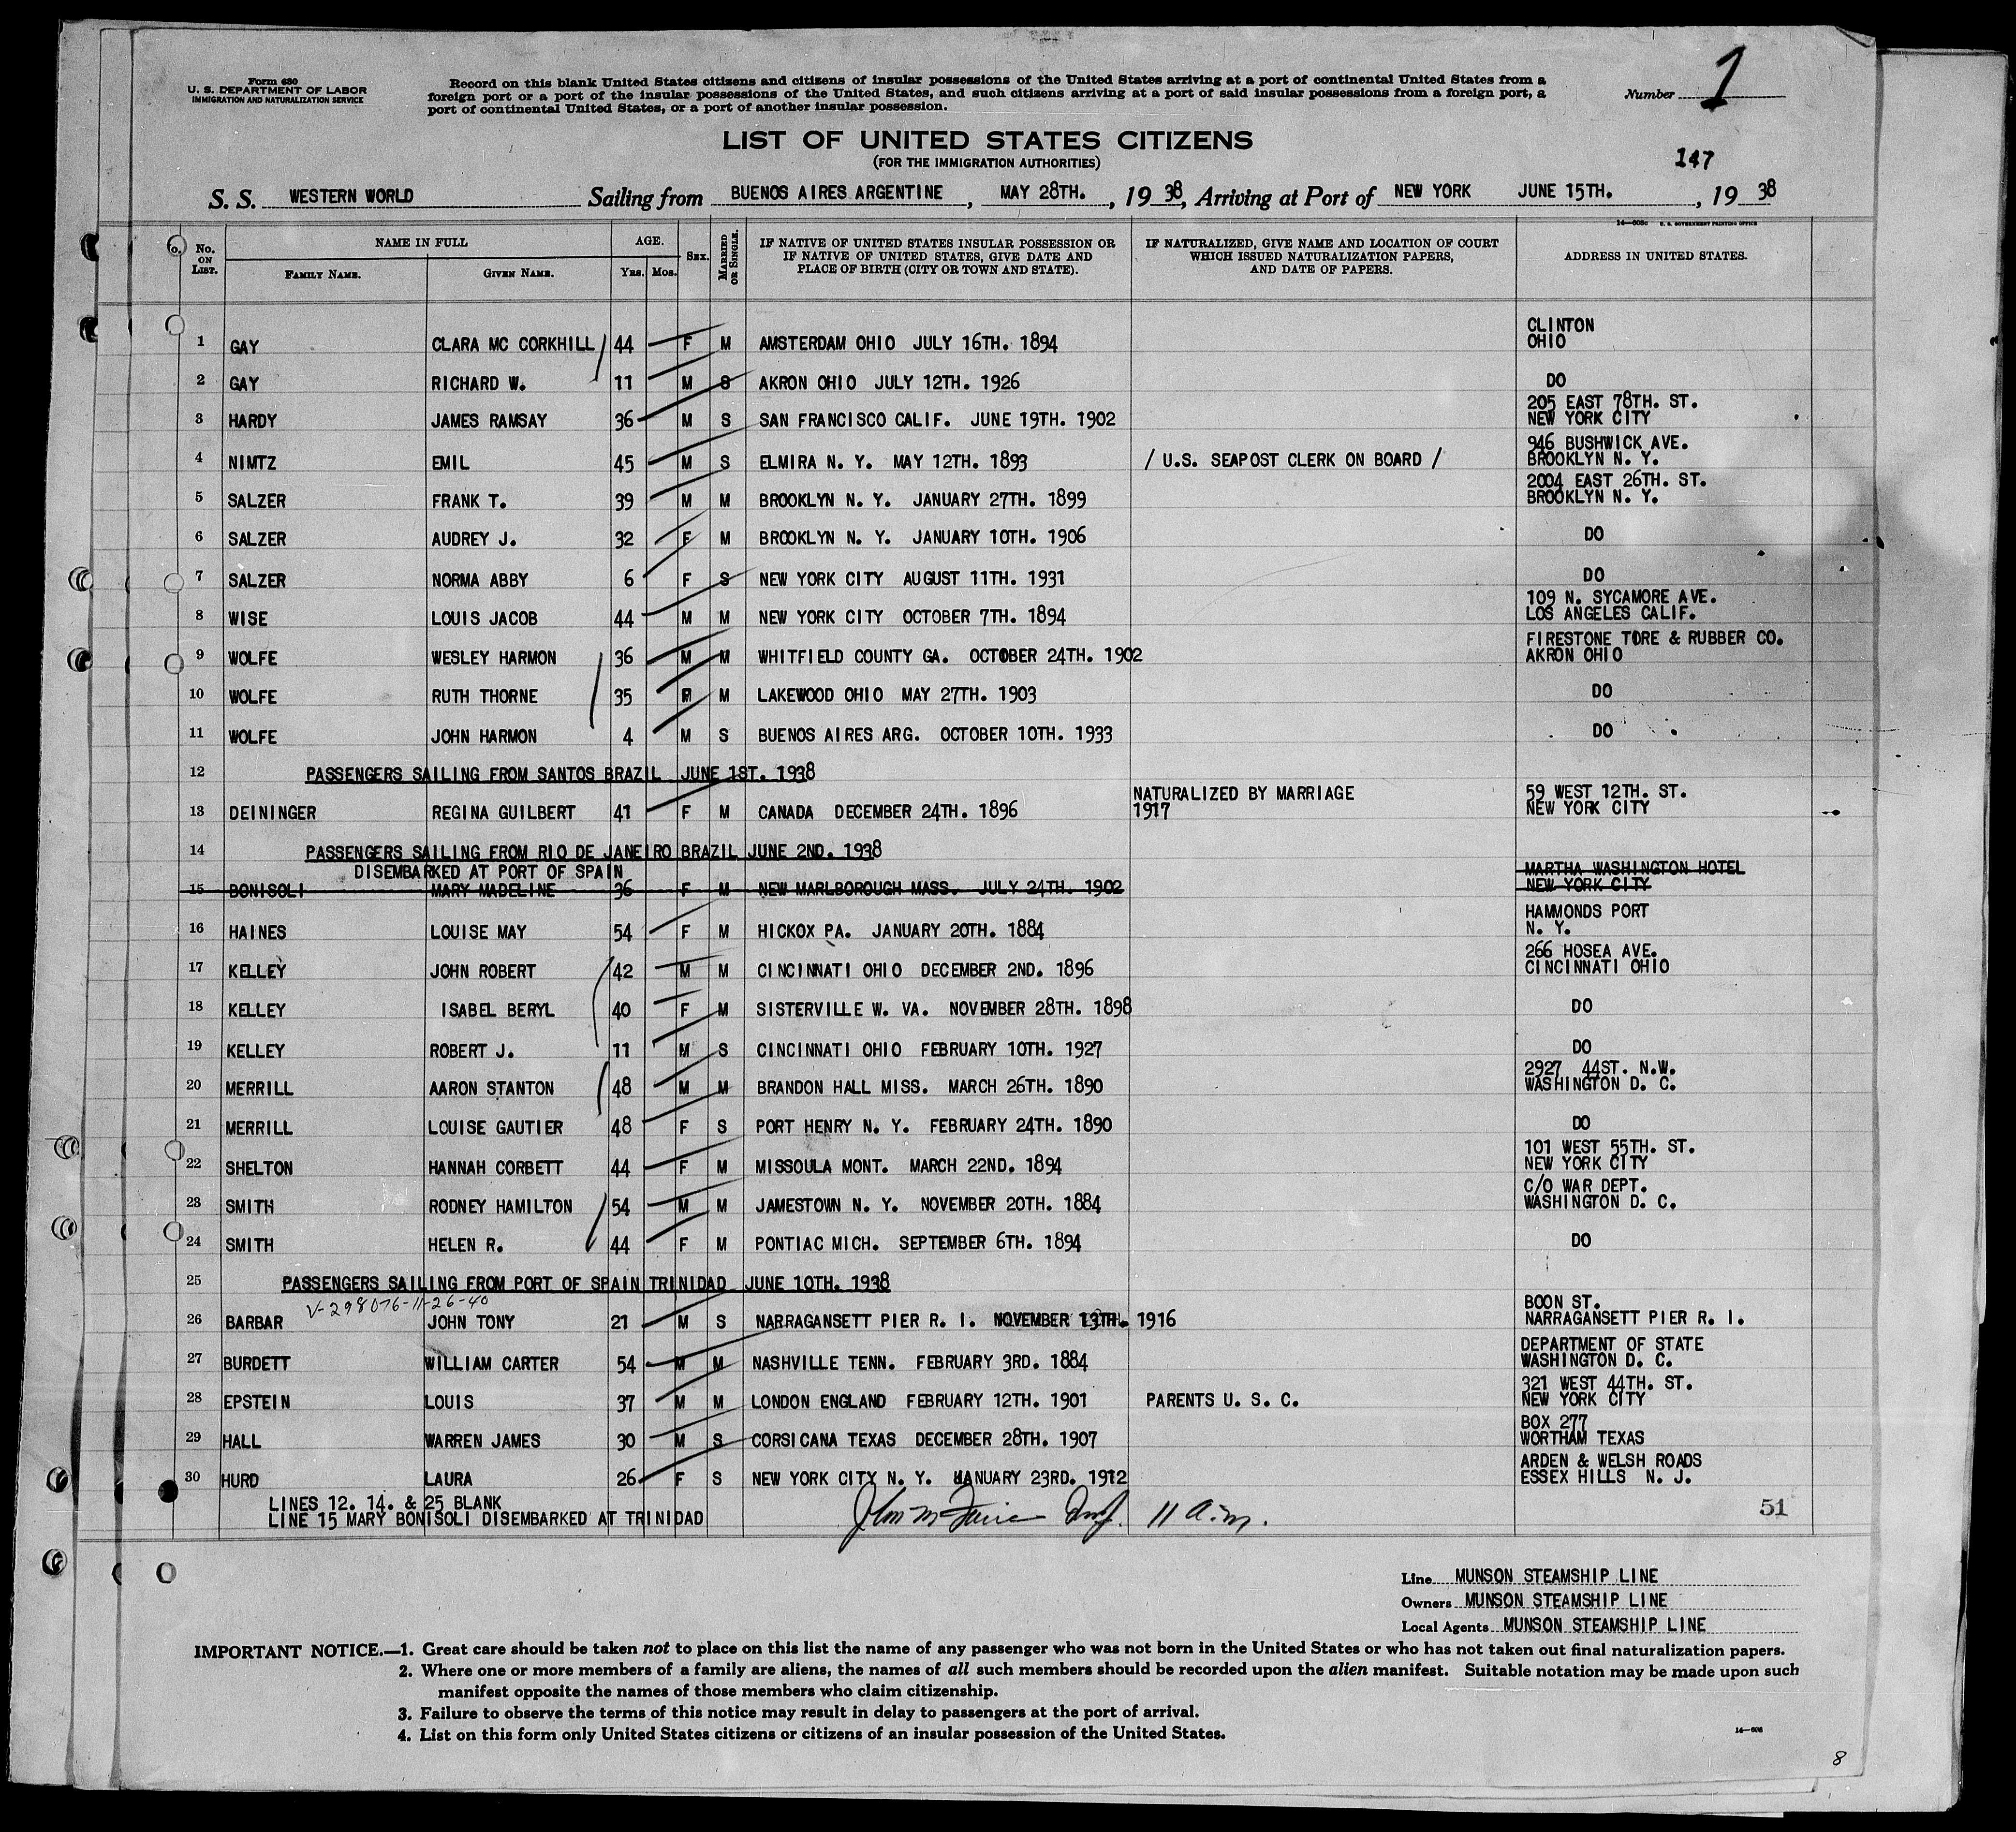 Form 630
U. S. DEPARTMENT OF LABOR
IMMIGRATION AND NATURALIZATION SERVICE
Record on this blank United States citizens and citizens of insular possessions of the United States arriving at a port of continental United States from a
foreign port or a port of the insular possessions of the United States, and such citizens arriving at a port of said insular possessions from a foreign port, a
port of continental United States, or a port of another insular possession.
Number 1
LIST OF UNITED STATES CITIZENS
(FOR THE IMMIGRATION AUTHORITIES)
147
S. S. WESTERN WORLD Sailing from BUENOS AIRES ARGENTINE, MAY 28TH., 1938, Arriving at Port of NEW YORK JUNE 15TH., 1938
14—608c U. S. GOVERNMENT PRINTING OFFICE
No. ON LIST. NAME IN FULL FAMILY NAME. GIVEN NAME. AGE. Yrs. Mos. SEX. MARRIED OR SINGLE. IF NATIVE OF UNITED STATES INSULAR POSSESSION OR IF NATIVE OF UNITED STATES, GIVE DATE AND PLACE OF BIRTH (CITY OR TOWN AND STATE). IF NATURALIZED, GIVE NAME AND LOCATION OF COURT WHICH ISSUED NATURALIZATION PAPERS, AND DATE OF PAPERS. ADDRESS IN UNITED STATES.
1 GAY CLARA MC CORKHILL 44 F M AMSTERDAM OHIO JULY 16TH. 1894 CLINTON OHIO
2 GAY RICHARD W. 11 M S AKRON OHIO JULY 12TH. 1926 DO
3 HARDY JAMES RAMSAY 36 M S SAN FRANCISCO CALIF. JUNE 19TH. 1902 205 EAST 78TH. ST. NEW YORK CITY
4 NIMTZ EMIL 45 M S ELMIRA N. Y. MAY 12TH. 1893 / U.S. SEAPOST CLERK ON BOARD / 946 BUSHWICK AVE. BROOKLYN N. Y.
5 SALZER FRANK T. 39 M M BROOKLYN N. Y. JANUARY 27TH. 1899 2004 EAST 26TH. ST. BROOKLYN N. Y.
6 SALZER AUDREY J. 32 F M BROOKLYN N. Y. JANUARY 10TH. 1906 DO
7 SALZER NORMA ABBY 6 F S NEW YORK CITY AUGUST 11TH. 1931 DO
8 WISE LOUIS JACOB 44 M M NEW YORK CITY OCTOBER 7TH. 1894 109 N. SYCAMORE AVE. LOS ANGELES CALIF.
9 WOLFE WESLEY HARMON 36 M M WHITFIELD COUNTY GA. OCTOBER 24TH. 1902 FIRESTONE TORE & RUBBER CO. AKRON OHIO
10 WOLFE RUTH THORNE 35 M LAKEWOOD OHIO MAY 27TH. 1903 DO
11 WOLFE JOHN HARMON 4 M S BUENOS AIRES ARG. OCTOBER 10TH. 1933 DO
12 PASSENGERS SAILING FROM SANTOS BRAZIL JUNE 1ST. 1938
13 DEININGER REGINA GUILBERT 41 F M CANADA DECEMBER 24TH. 1896 NATURALIZED BY MARRIAGE 1917 59 WEST 12TH. ST. NEW YORK CITY
14 PASSENGERS SAILING FROM RIO DE JANEIRO BRAZIL JUNE 2ND. 1938
DISEMBARKED AT PORT OF SPAIN
15 BONISOLI MARY MADELINE 36 F M NEW MARLBOROUGH MASS. JULY 24TH. 1902 MARTHA WASHINGTON HOTEL NEW YORK CITY
16 HAINES LOUISE MAY 54 F M HICKOX PA. JANUARY 20TH. 1884 HAMMONDS PORT N. Y.
17 KELLEY JOHN ROBERT 42 M M CINCINNATI OHIO DECEMBER 2ND. 1896 266 HOSEA AVE. CINCINNATI OHIO
18 KELLEY ISABEL BERYL 40 F M SISTERVILLE W. VA. NOVEMBER 28TH. 1898 DO
19 KELLEY ROBERT J. 11 M S CINCINNATI OHIO FEBRUARY 10TH. 1927 DO
20 MERRILL AARON STANTON 48 M M BRANDON HALL MISS. MARCH 26TH. 1890 2927 44ST. N.W. WASHINGTON D. C.
21 MERRILL LOUISE GAUTIER 48 F S PORT HENRY N. Y. FEBRUARY 24TH. 1890 DO
22 SHELTON HANNAH CORBETT 44 F M MISSOULA MONT. MARCH 22ND. 1894 101 WEST 55TH. ST. NEW YORK CITY
23 SMITH RODNEY HAMILTON 54 M M JAMESTOWN N. Y. NOVEMBER 20TH. 1884 C/O WAR DEPT. WASHINGTON D. C.
24 SMITH HELEN R. 44 F M PONTIAC MICH. SEPTEMBER 6TH. 1894 DO
25 PASSENGERS SAILING FROM PORT OF SPAIN TRINIDAD JUNE 10TH. 1938
V-298076-11-26-40
26 BARBAR JOHN TONY 21 M S NARRAGANSETT PIER R. I. NOVEMBER 13TH. 1916 BOON ST. NARRAGANSETT PIER R. I.
27 BURDETT WILLIAM CARTER 54 M M NASHVILLE TENN. FEBRUARY 3RD. 1884 DEPARTMENT OF STATE WASHINGTON D. C.
28 EPSTEIN LOUIS 37 M M LONDON ENGLAND FEBRUARY 12TH. 1901 PARENTS U. S. C. 321 WEST 44TH. ST. NEW YORK CITY
29 HALL WARREN JAMES 30 M S CORSICANA TEXAS DECEMBER 28TH. 1907 BOX 277 WORTHAM TEXAS
30 HURD LAURA 26 F S NEW YORK CITY N. Y. JANUARY 23RD. 1912 ARDEN & WELSH ROADS ESSEX HILLS N. J.
LINES 12. 14. & 25 BLANK
LINE 15 MARY BONISOLI DISEMBARKED AT TRINIDAD
11 a.m.
51
Line MUNSON STEAMSHIP LINE
Owners MUNSON STEAMSHIP LINE
Local Agents MUNSON STEAMSHIP LINE
IMPORTANT NOTICE.—1. Great care should be taken not to place on this list the name of any passenger who was not born in the United States or who has not taken out final naturalization papers.
2. Where one or more members of a family are aliens, the names of all such members should be recorded upon the alien manifest. Suitable notation may be made upon such
manifest opposite the names of those members who claim citizenship.
3. Failure to observe the terms of this notice may result in delay to passengers at the port of arrival.
4. List on this form only United States citizens or citizens of an insular possession of the United States.
14—608
8